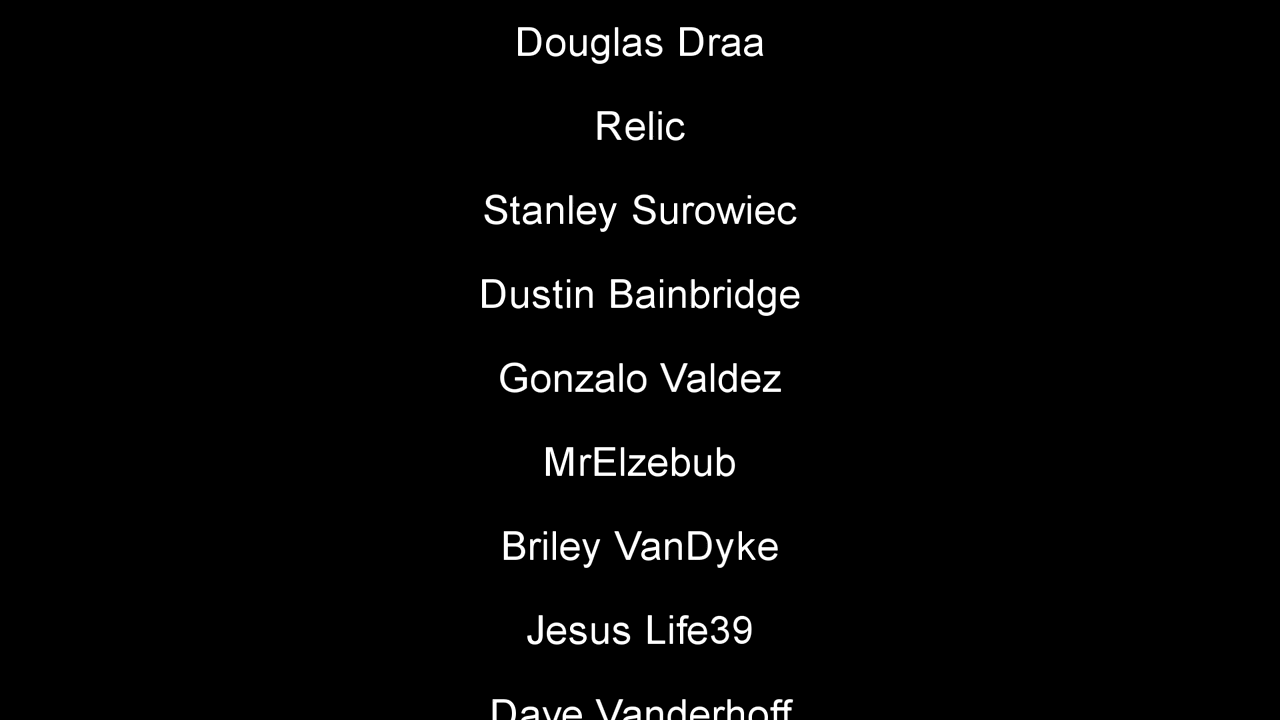 Douglas Draa
Relic
Stanley Surowiec
Dustin Bainbridge
Gonzalo Valdez
MrElzebub
Briley VanDyke
Jesus Life39
Dave Vanderhoff